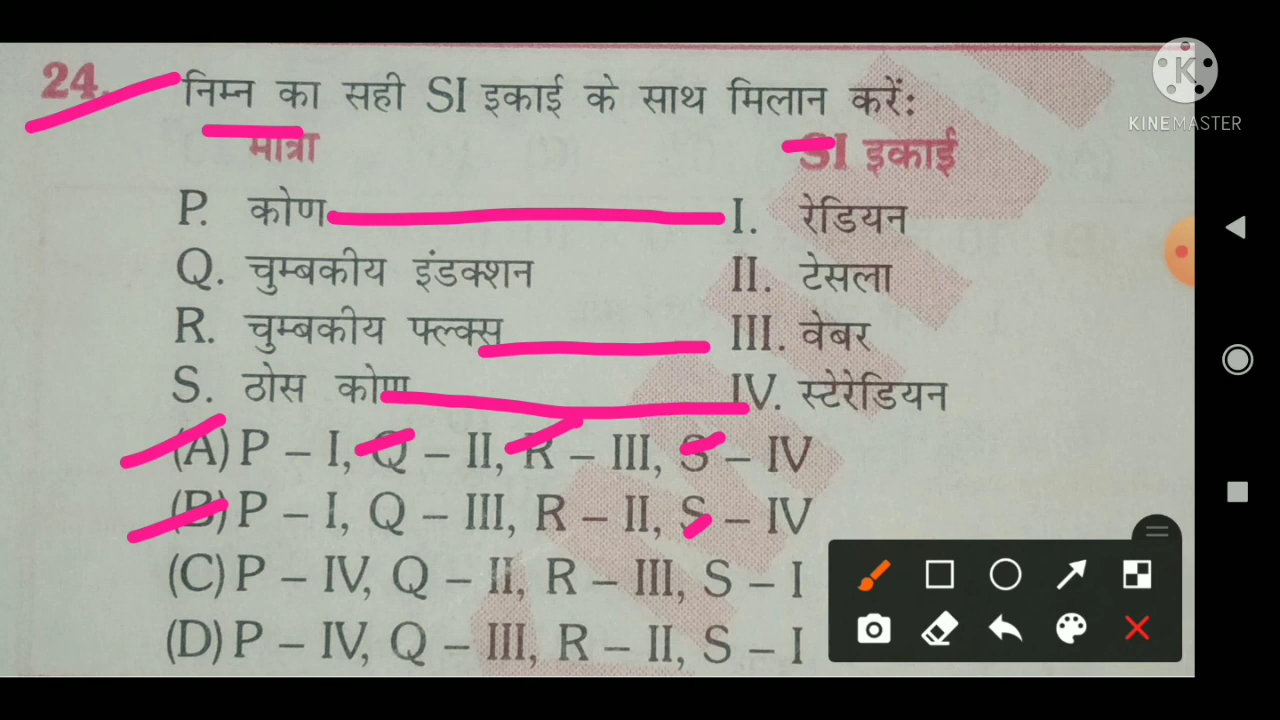 24. निम्न का सही SI इकाई के साथ मिलान करें:
KINEMASTER
मात्रा SI इकाई
P. कोण I. रेडियन
Q. चुम्बकीय इंडक्शन II. टेसला
R. चुम्बकीय फ्ल्क्स III. वेबर
S. ठोस कोण IV. स्टेरेडियन
(A) P – I, Q – II, R – III, S – IV
(B) P – I, Q – III, R – II, S – IV
(C) P – IV, Q – II, R – III, S – I
(D) P – IV, Q – III, R – II, S – I